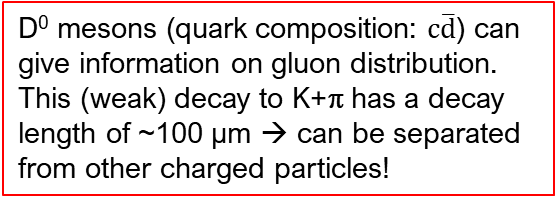 D⁰ mesons (quark composition: cd̅) can
give information on gluon distribution.
This (weak) decay to K+π has a decay
length of ~100 µm → can be separated
from other charged particles!